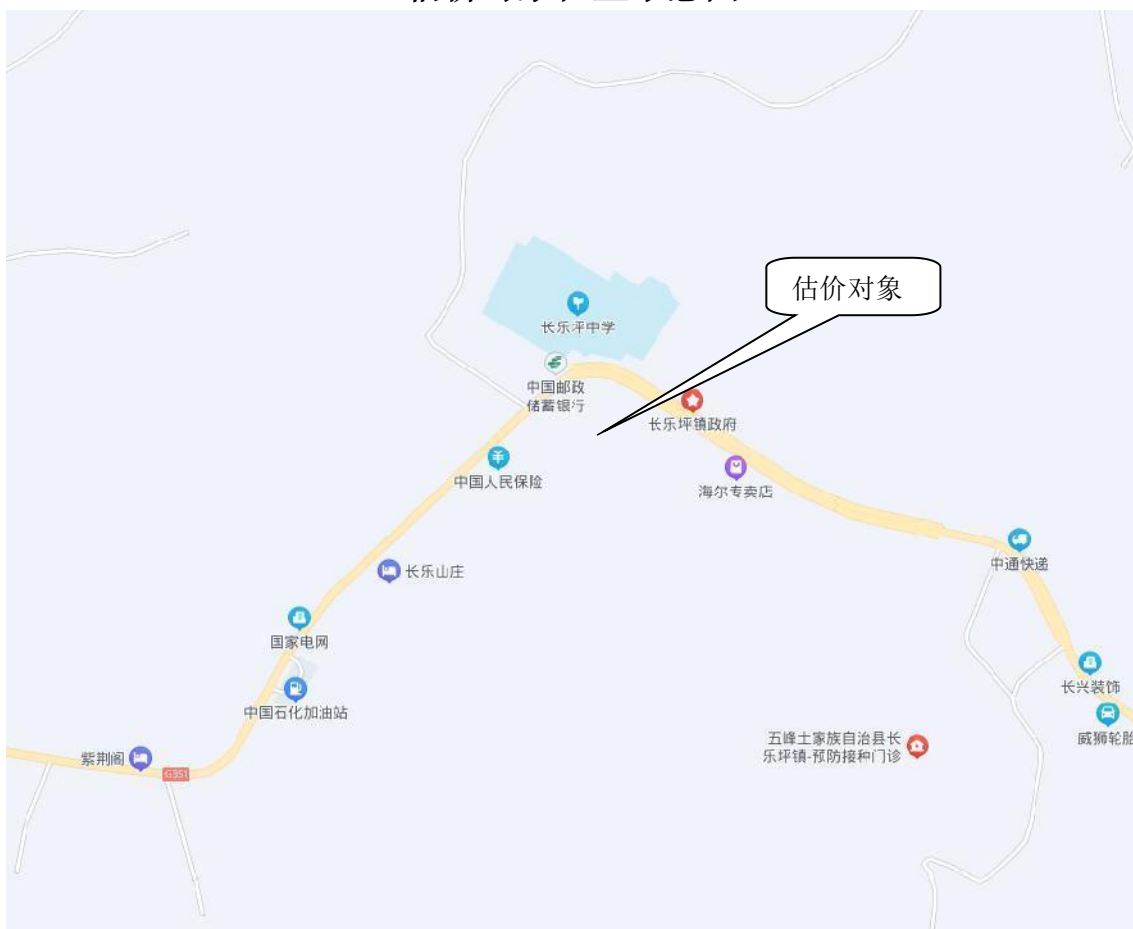 估价对象
长乐坪中学
中国邮政
储蓄银行
长乐坪镇政府
中国人民保险
海尔专卖店
中通快递
长乐山庄
国家电网
长兴装饰
中国石化加油站
威狮轮胎
五峰土家族自治县长
乐坪镇-预防接种门诊
紫荆阁
G351